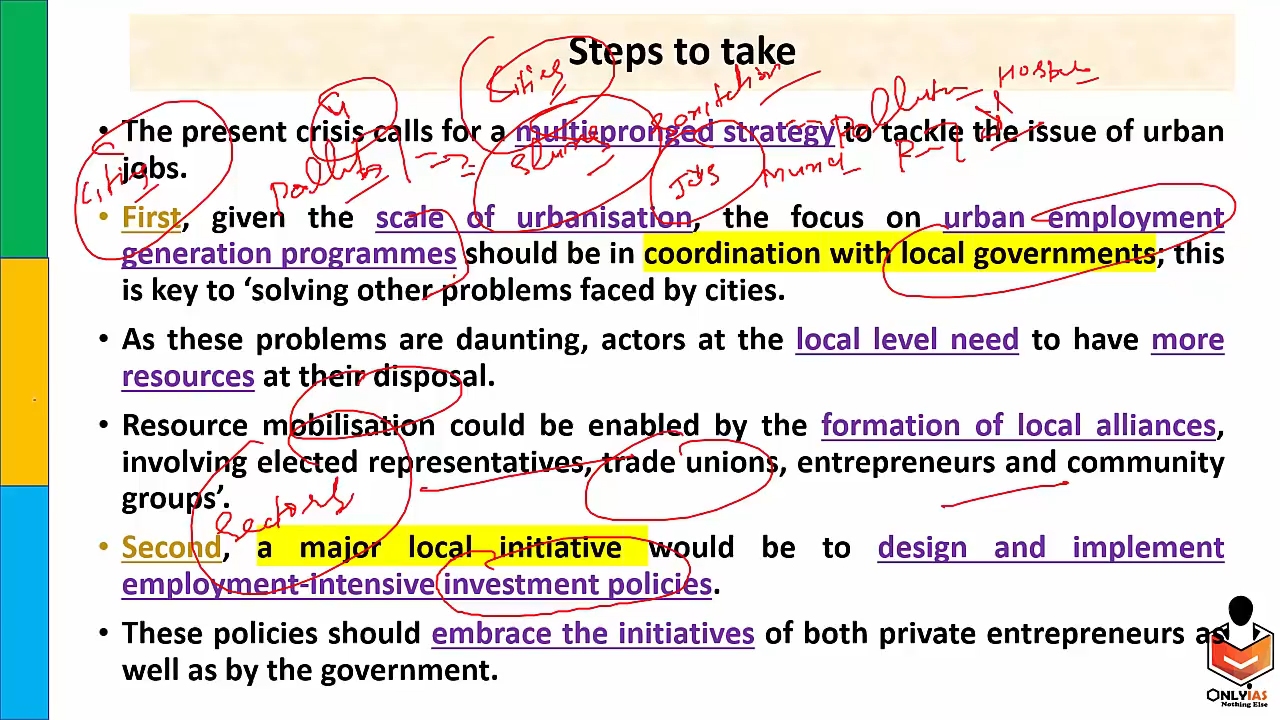 Steps to take
• The present crisis calls for a multi-pronged strategy to tackle the issue of urban
jobs.
• First, given the scale of urbanisation, the focus on urban employment
generation programmes should be in coordination with local governments; this
is key to ‘solving other problems faced by cities.
• As these problems are daunting, actors at the local level need to have more
resources at their disposal.
• Resource mobilisation could be enabled by the formation of local alliances,
involving elected representatives, trade unions, entrepreneurs and community
groups’.
• Second, a major local initiative would be to design and implement
employment-intensive investment policies.
• These policies should embrace the initiatives of both private entrepreneurs as
well as by the government.
Cities
Cities
Slums
Sanitation
Jobs
Sectors
ONLYIAS
Nothing Else